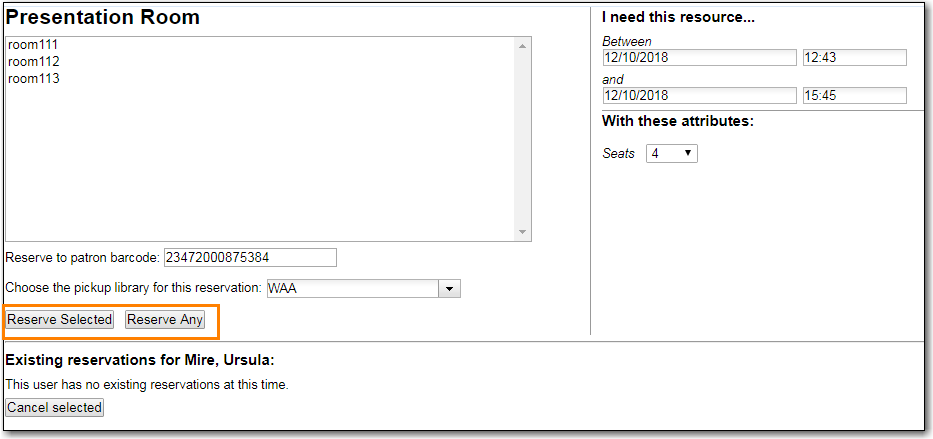 Presentation Room
room111
room112
room113
Reserve to patron barcode: 23472000875384
Choose the pickup library for this reservation: WAA
Reserve Selected Reserve Any
I need this resource...
Between
12/10/2018 12:43
and
12/10/2018 15:45
With these attributes:
Seats 4
Existing reservations for Mire, Ursula:
This user has no existing reservations at this time.
Cancel selected